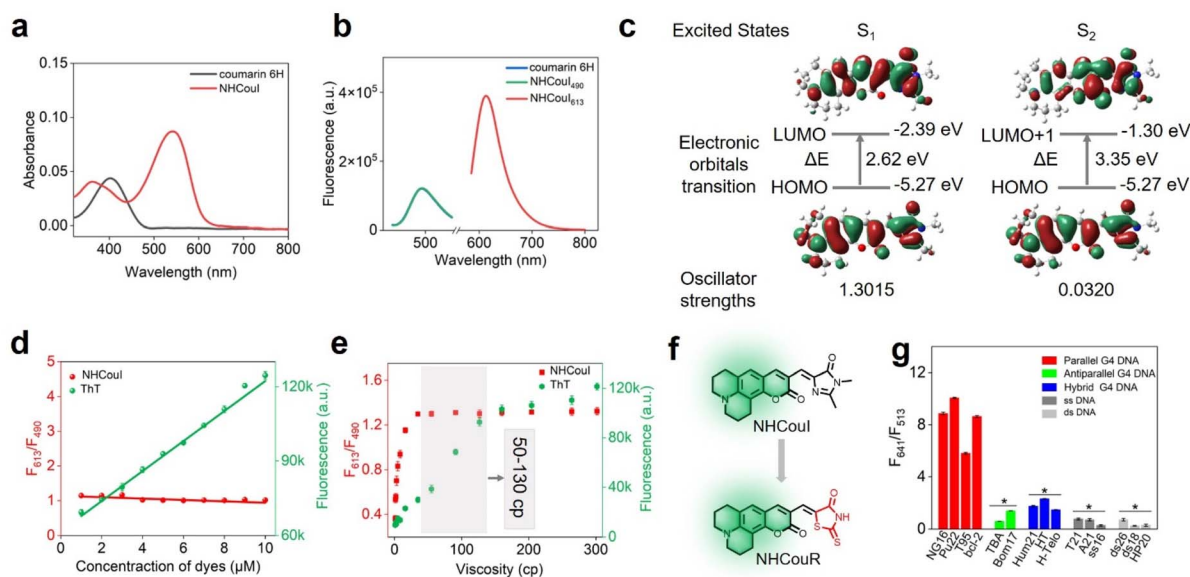 a
0.15
0.10
0.05
0.00
Absorbance
400 500 600 700 800
Wavelength (nm)
coumarin 6H
NHCouI
b
4×10⁵
2×10⁵
0
Fluorescence (a.u.)
500 600 700 800
Wavelength (nm)
coumarin 6H
NHCouI₄₉₀
NHCouI₆₁₃
c
Excited States S₁ S₂
LUMO -2.39 eV LUMO+1 -1.30 eV
Electronic
orbitals
transition
ΔE 2.62 eV ΔE 3.35 eV
HOMO -5.27 eV HOMO -5.27 eV
Oscillator
strengths
1.3015 0.0320
d
NHCouI
ThT
5
4
3
2
1
0
F₆₁₃/F₄₉₀
120k
90k
60k
Fluorescence (a.u.)
0 2 4 6 8 10
Concentraction of dyes (μM)
e
NHCouI
ThT
1.6
1.2
0.8
0.4
F₆₁₃/F₄₉₀
50-130 cp
120k
80k
40k
0
Fluorescence (a.u.)
0 100 200 300
Viscosity (cp)
f
N
O
O
O
N
N
NHCouI
N
O
O
O
NH
S
S
NHCouR
g
Parallel G4 DNA
Antiparallel G4 DNA
Hybrid G4 DNA
ss DNA
ds DNA
15
12
9
6
3
0
F₆₄₁/F₅₁₃
* * * *
NG16
Pu22
T95
bcl-2
TBA
Bom17
Hum21
HT
H-Telo
T21
A21
ss16
ds26
ds18
HP20